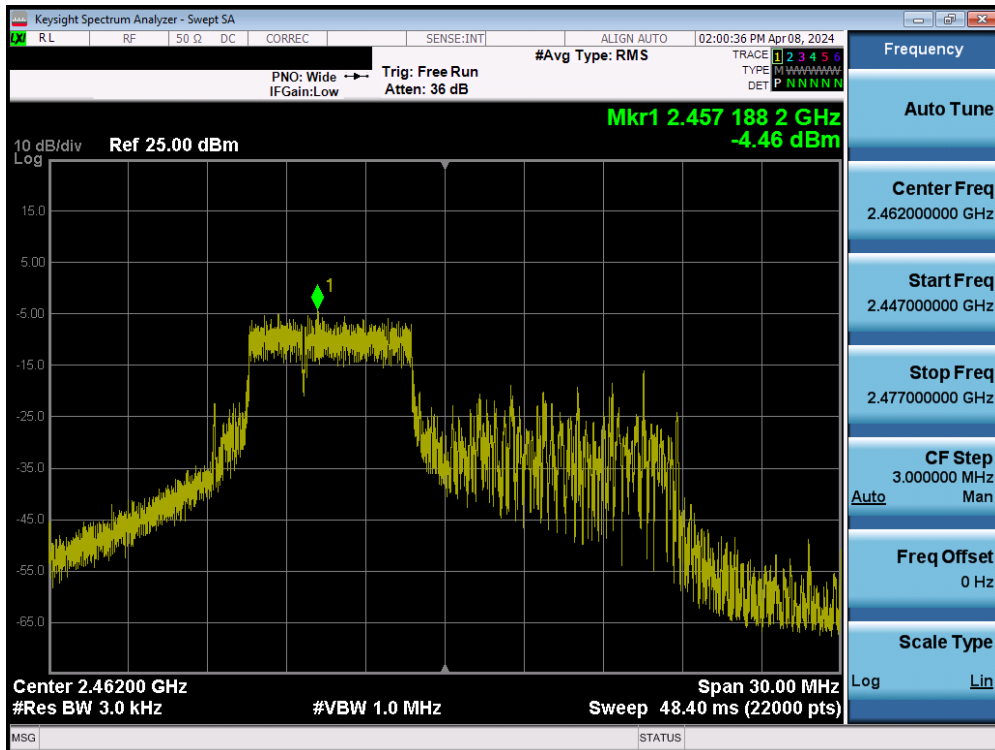 Keysight Spectrum Analyzer - Swept SA
LXI RL RF 50 Ω DC CORREC SENSE:INT ALIGN AUTO 02:00:36 PM Apr 08, 2024
#Avg Type: RMS
TRACE 1 2 3 4 5 6
TYPE M WWWWW
DET P N N N N N
PNO: Wide
IFGain:Low
Trig: Free Run
Atten: 36 dB
Mkr1 2.457 188 2 GHz
-4.46 dBm
10 dB/div
Log
Ref 25.00 dBm
15.0
5.00
-5.00
-15.0
-25.0
-35.0
-45.0
-55.0
-65.0
1
Center 2.46200 GHz
#Res BW 3.0 kHz
#VBW 1.0 MHz
Span 30.00 MHz
Sweep 48.40 ms (22000 pts)
MSG
STATUS
Frequency
Auto Tune
Center Freq
2.462000000 GHz
Start Freq
2.447000000 GHz
Stop Freq
2.477000000 GHz
CF Step
3.000000 MHz
Auto Man
Freq Offset
0 Hz
Scale Type
Log Lin